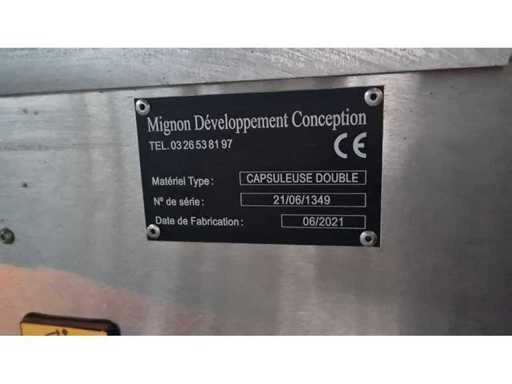 Mignon Développement Conception
TEL. 03 26 53 81 97
CE
Matériel Type : CAPSULEUSE DOUBLE
N° de série : 21/06/1349
Date de Fabrication : 06/2021